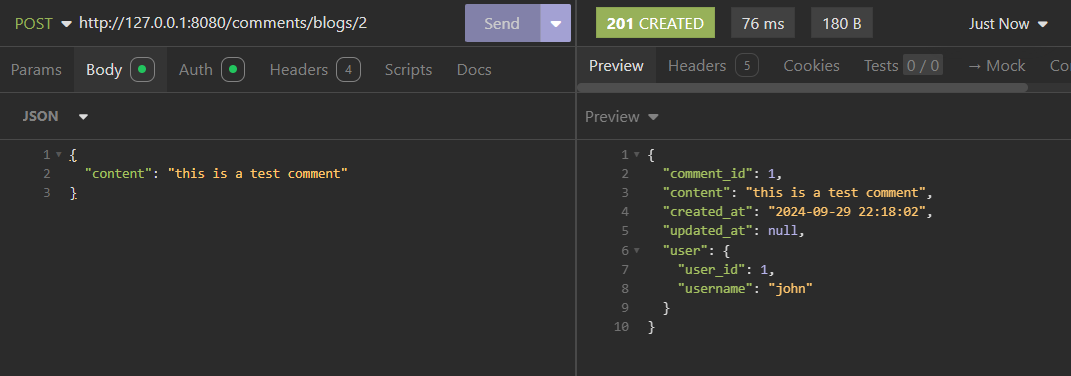 POST http://127.0.0.1:8080/comments/blogs/2 Send
Params Body Auth Headers 4 Scripts Docs
JSON
1 {
2 "content": "this is a test comment"
3 }
201 CREATED 76 ms 180 B Just Now
Preview Headers 5 Cookies Tests 0 / 0 → Mock Co
Preview
1 {
2 "comment_id": 1,
3 "content": "this is a test comment",
4 "created_at": "2024-09-29 22:18:02",
5 "updated_at": null,
6 "user": {
7 "user_id": 1,
8 "username": "john"
9 }
10 }